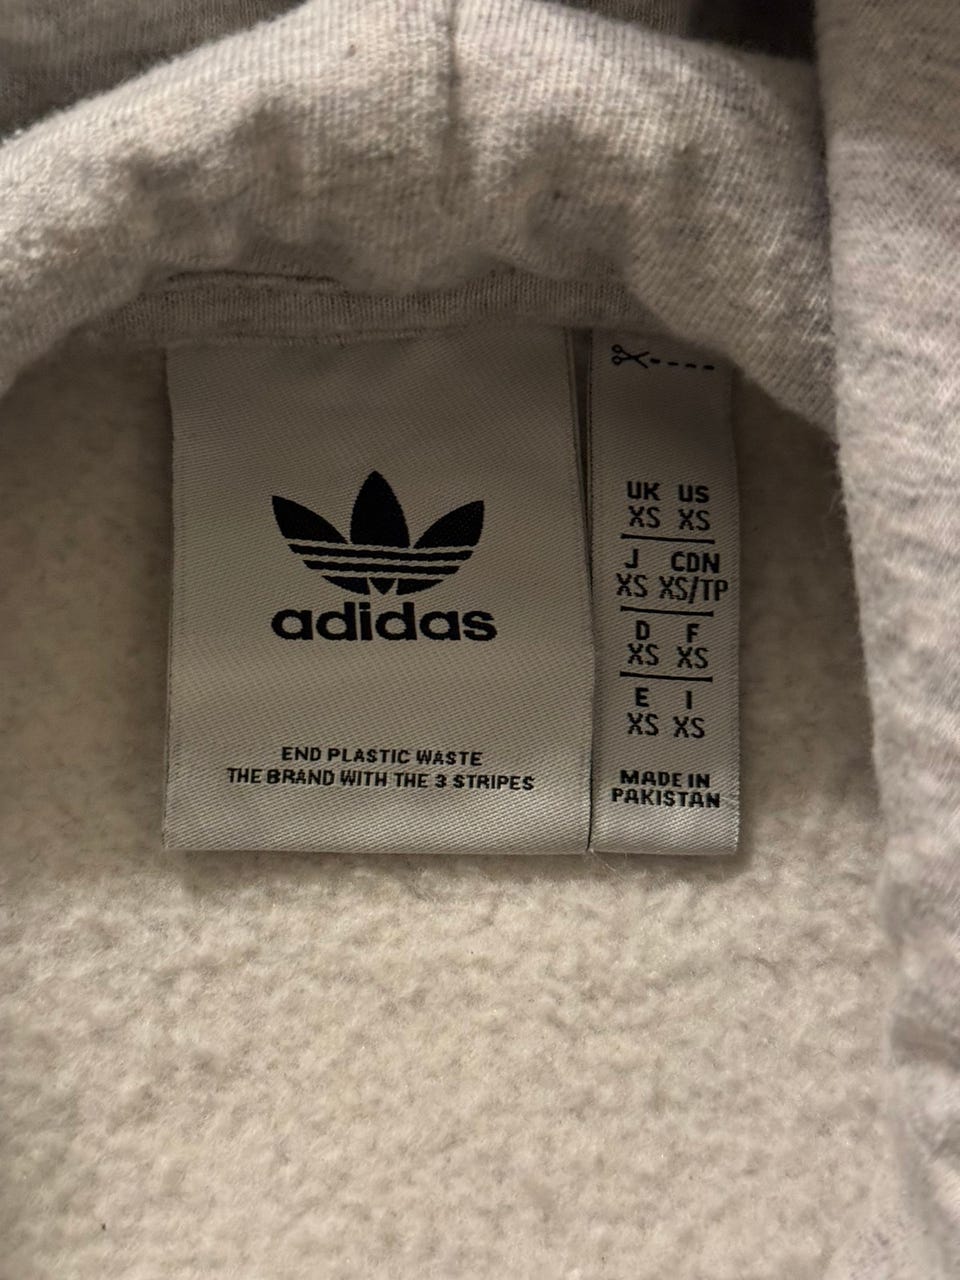 adidas
END PLASTIC WASTE
THE BRAND WITH THE 3 STRIPES
UK US
XS XS
J CDN
XS XS/TP
D F
XS XS
E I
XS XS
MADE IN
PAKISTAN